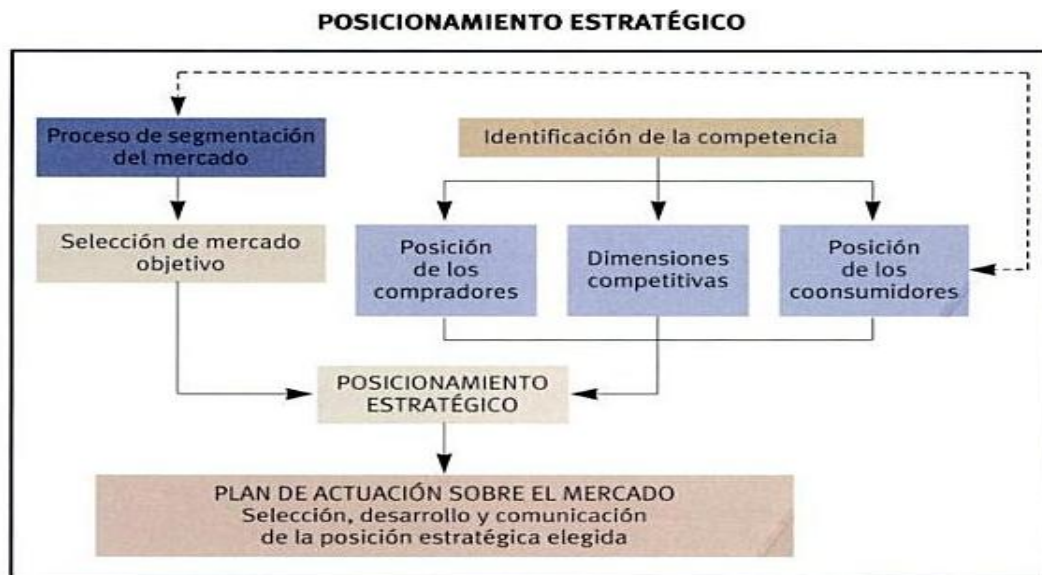 POSICIONAMIENTO ESTRATÉGICO
Proceso de segmentación
del mercado
Identificación de la competencia
Selección de mercado
objetivo
Posición
de los
compradores
Dimensiones
competitivas
Posición
de los
coonsumidores
POSICIONAMIENTO
ESTRATÉGICO
PLAN DE ACTUACIÓN SOBRE EL MERCADO
Selección, desarrollo y comunicación
de la posición estratégica elegida